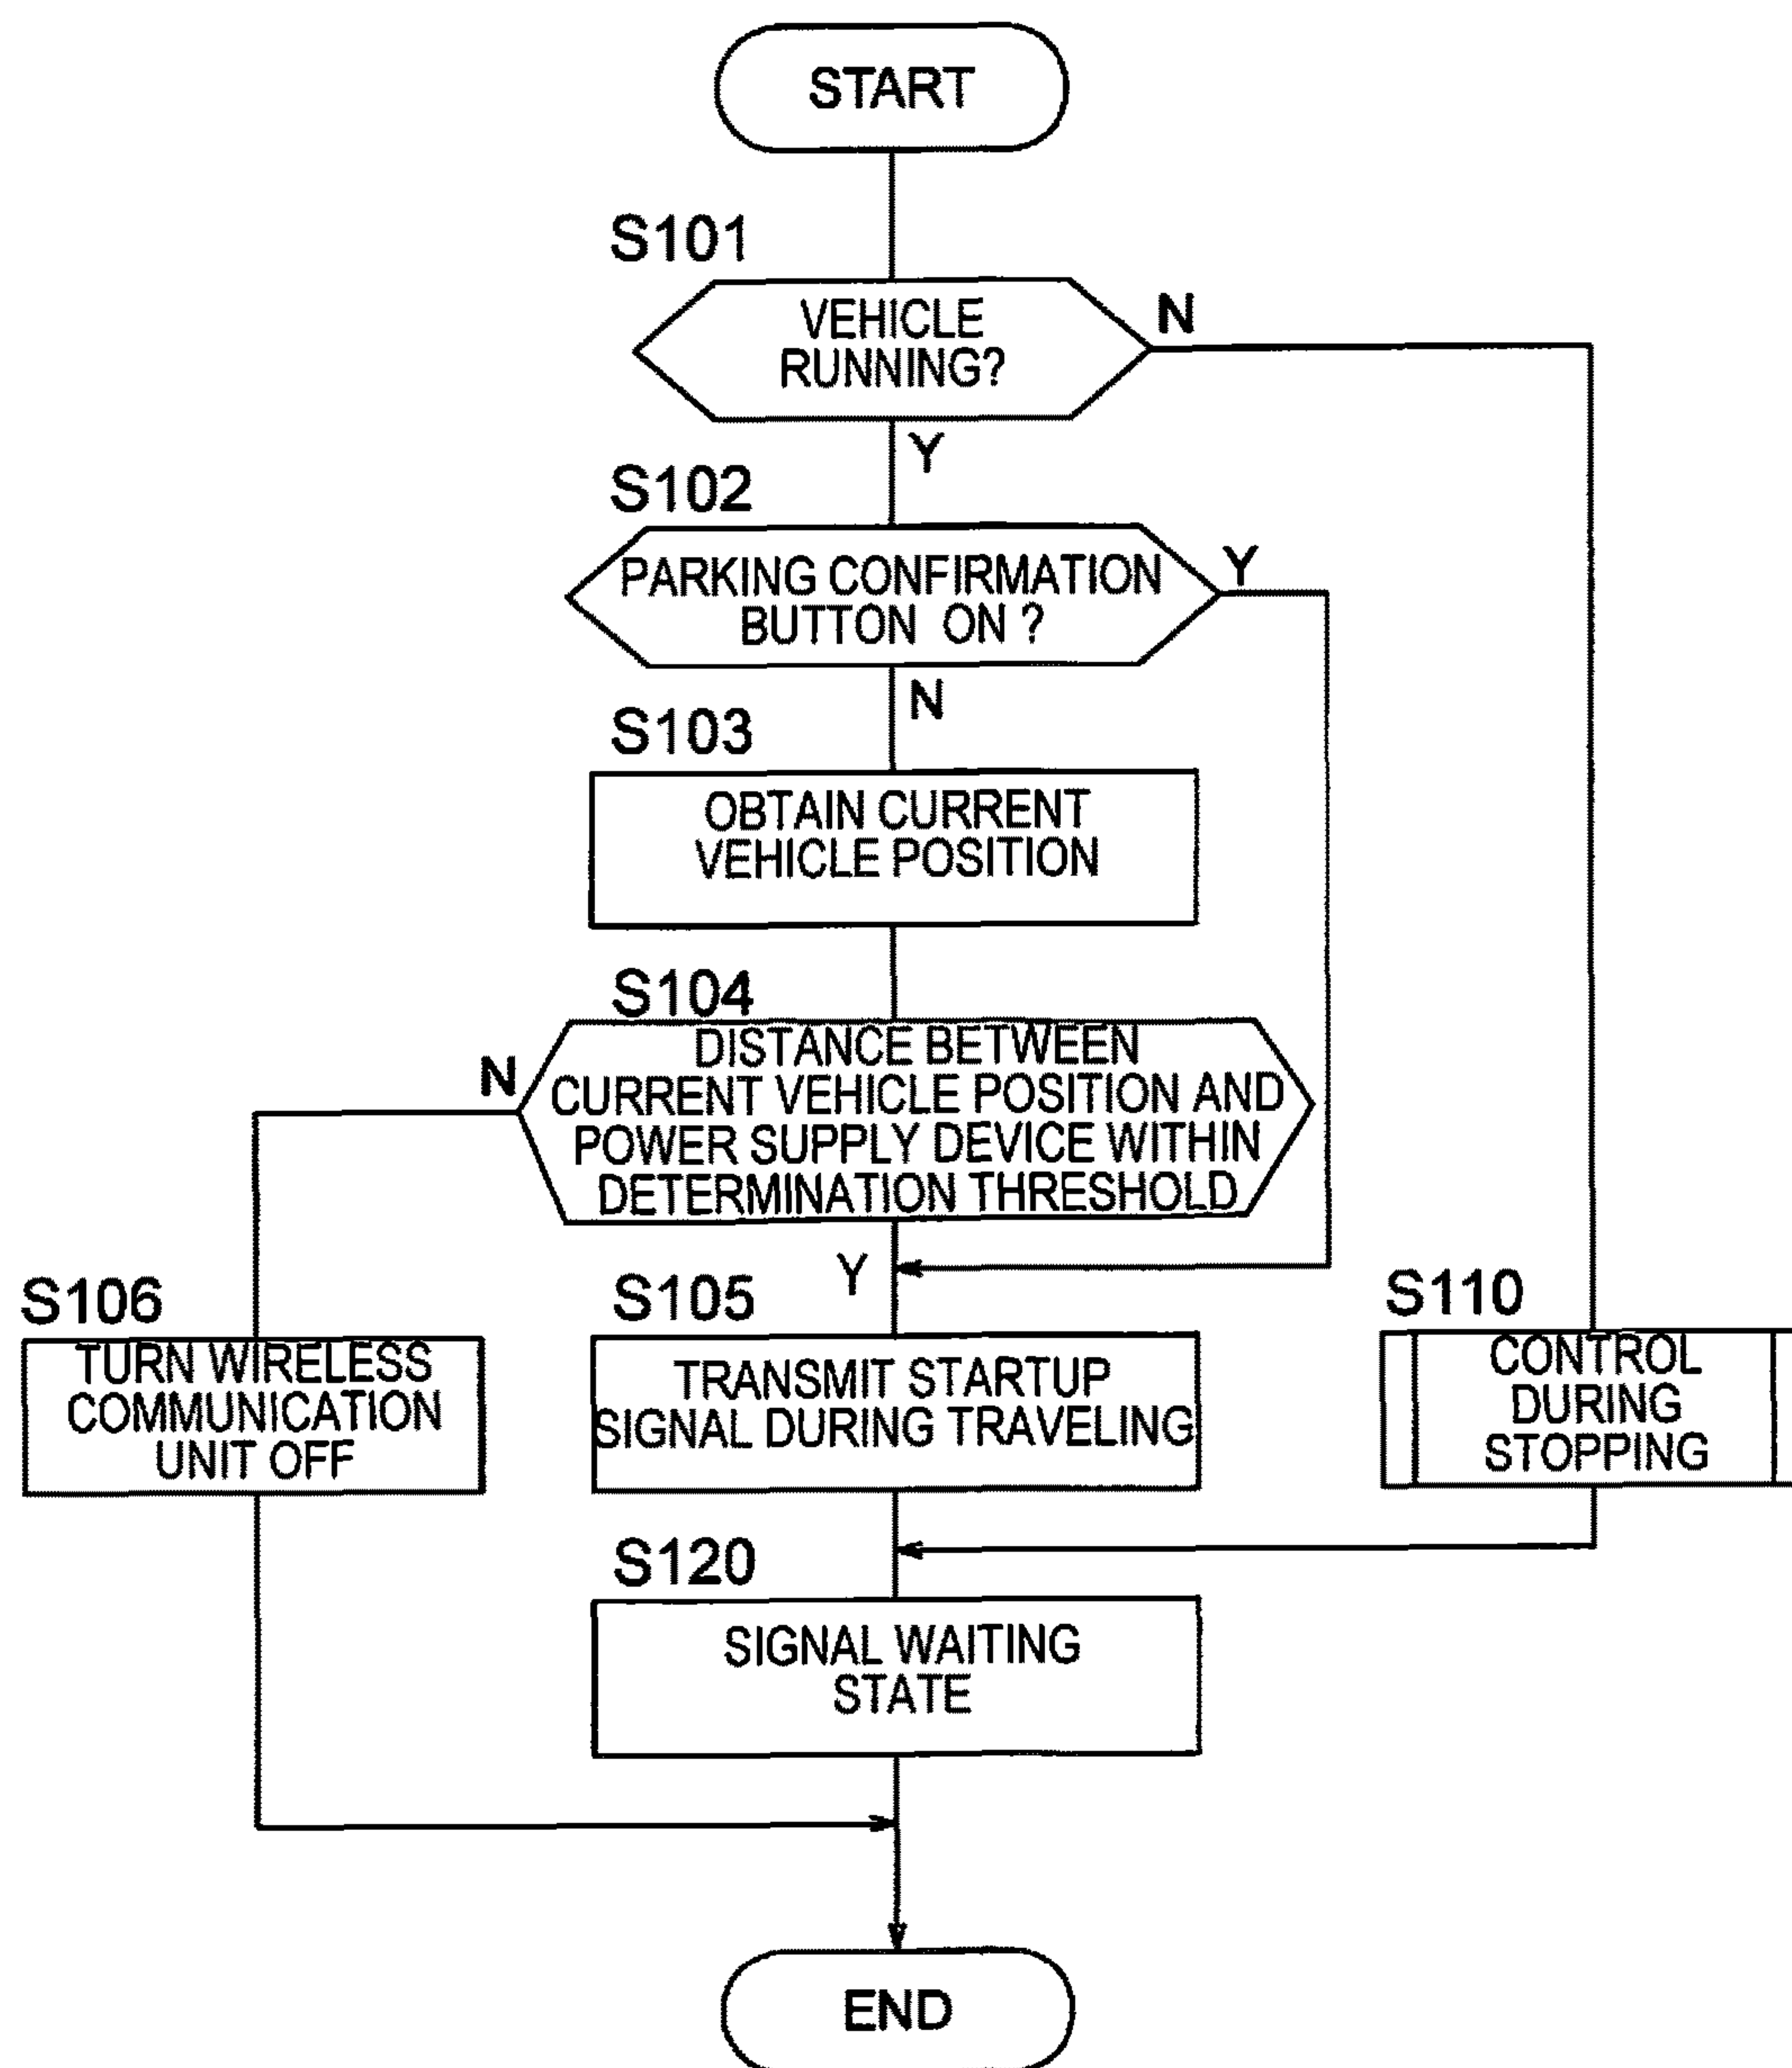 START
S101
VEHICLE
RUNNING?
N
Y
S102
PARKING CONFIRMATION
BUTTON ON ?
Y
N
S103
OBTAIN CURRENT
VEHICLE POSITION
S104
DISTANCE BETWEEN
CURRENT VEHICLE POSITION AND
POWER SUPPLY DEVICE WITHIN
DETERMINATION THRESHOLD
N
Y
S106
TURN WIRELESS
COMMUNICATION
UNIT OFF
S105
TRANSMIT STARTUP
SIGNAL DURING TRAVELING
S110
CONTROL
DURING
STOPPING
S120
SIGNAL WAITING
STATE
END